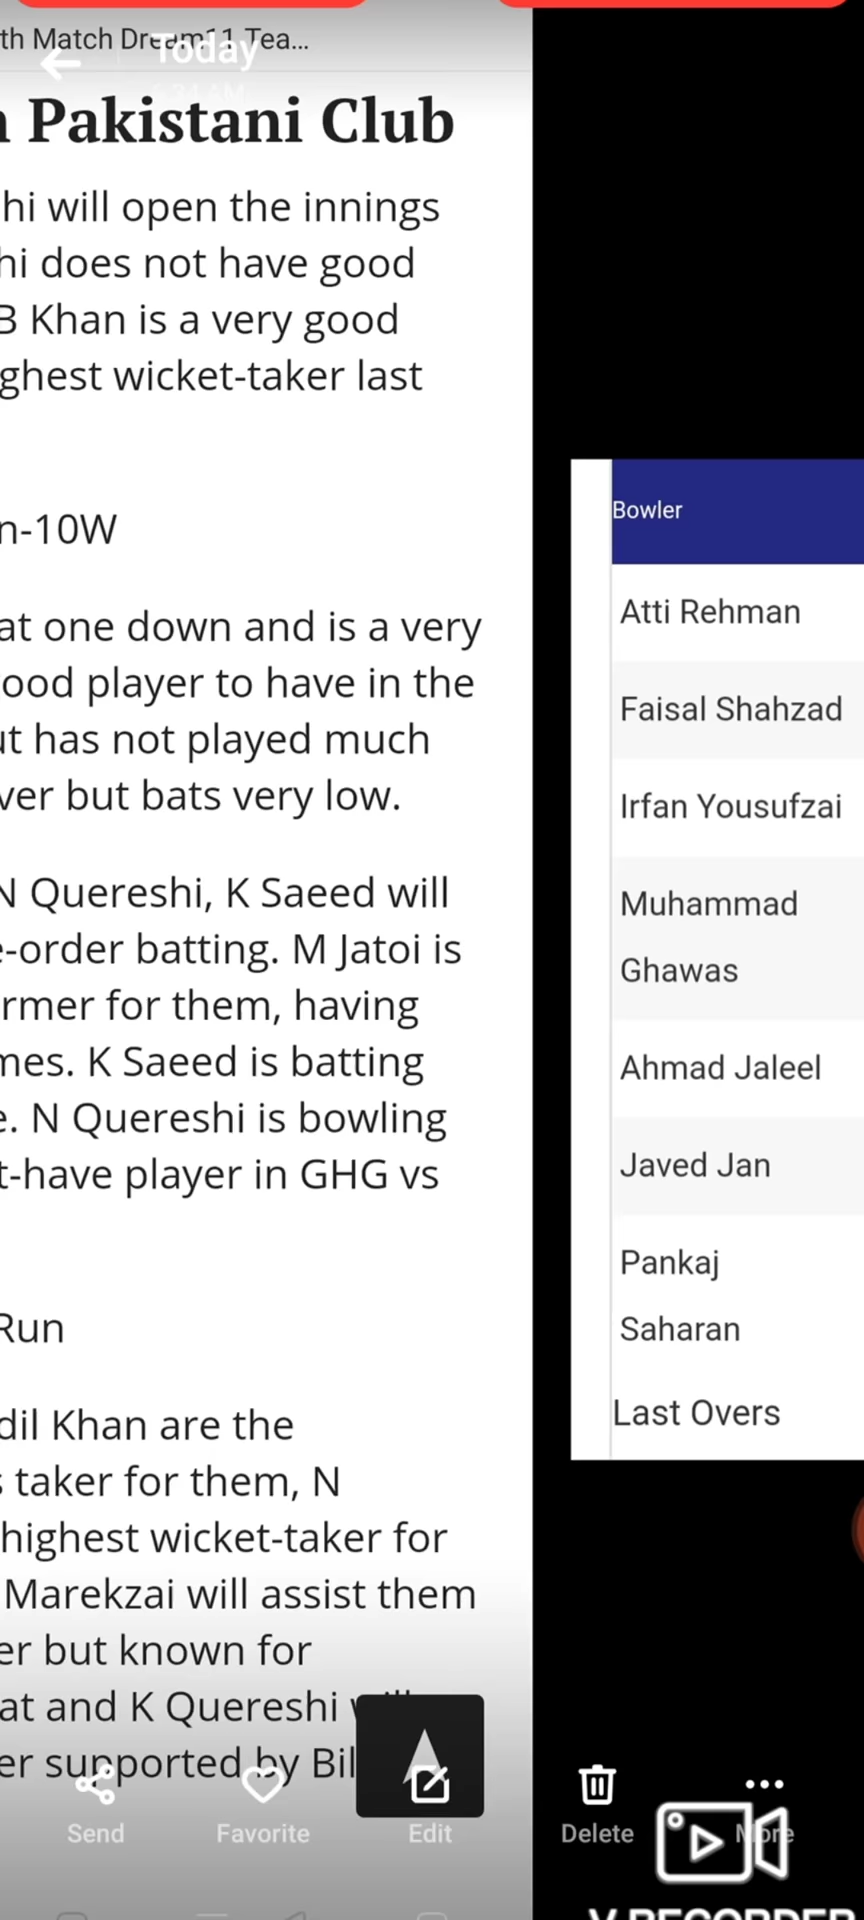 th Match Dream11 Tea...
Today
Pakistani Club
hi will open the innings
hi does not have good
B Khan is a very good
ghest wicket-taker last
n-10W
at one down and is a very
ood player to have in the
ut has not played much
ver but bats very low.
N Quereshi, K Saeed will
e-order batting. M Jatoi is
rmer for them, having
mes. K Saeed is batting
e. N Quereshi is bowling
t-have player in GHG vs
Run
dil Khan are the
s taker for them, N
highest wicket-taker for
Marekzai will assist them
er but known for
at and K Quereshi
er supported by Bil
Bowler
Atti Rehman
Faisal Shahzad
Irfan Yousufzai
Muhammad
Ghawas
Ahmad Jaleel
Javed Jan
Pankaj
Saharan
Last Overs
Send
Favorite
Edit
Delete
More
V RECORDER